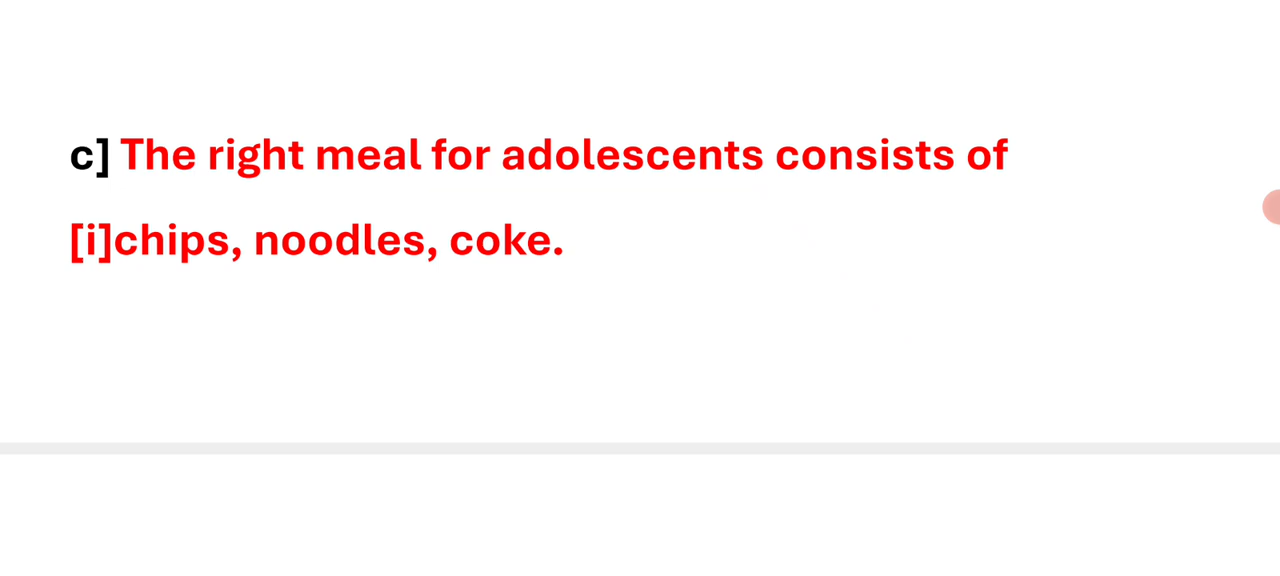 c] The right meal for adolescents consists of
[i]chips, noodles, coke.